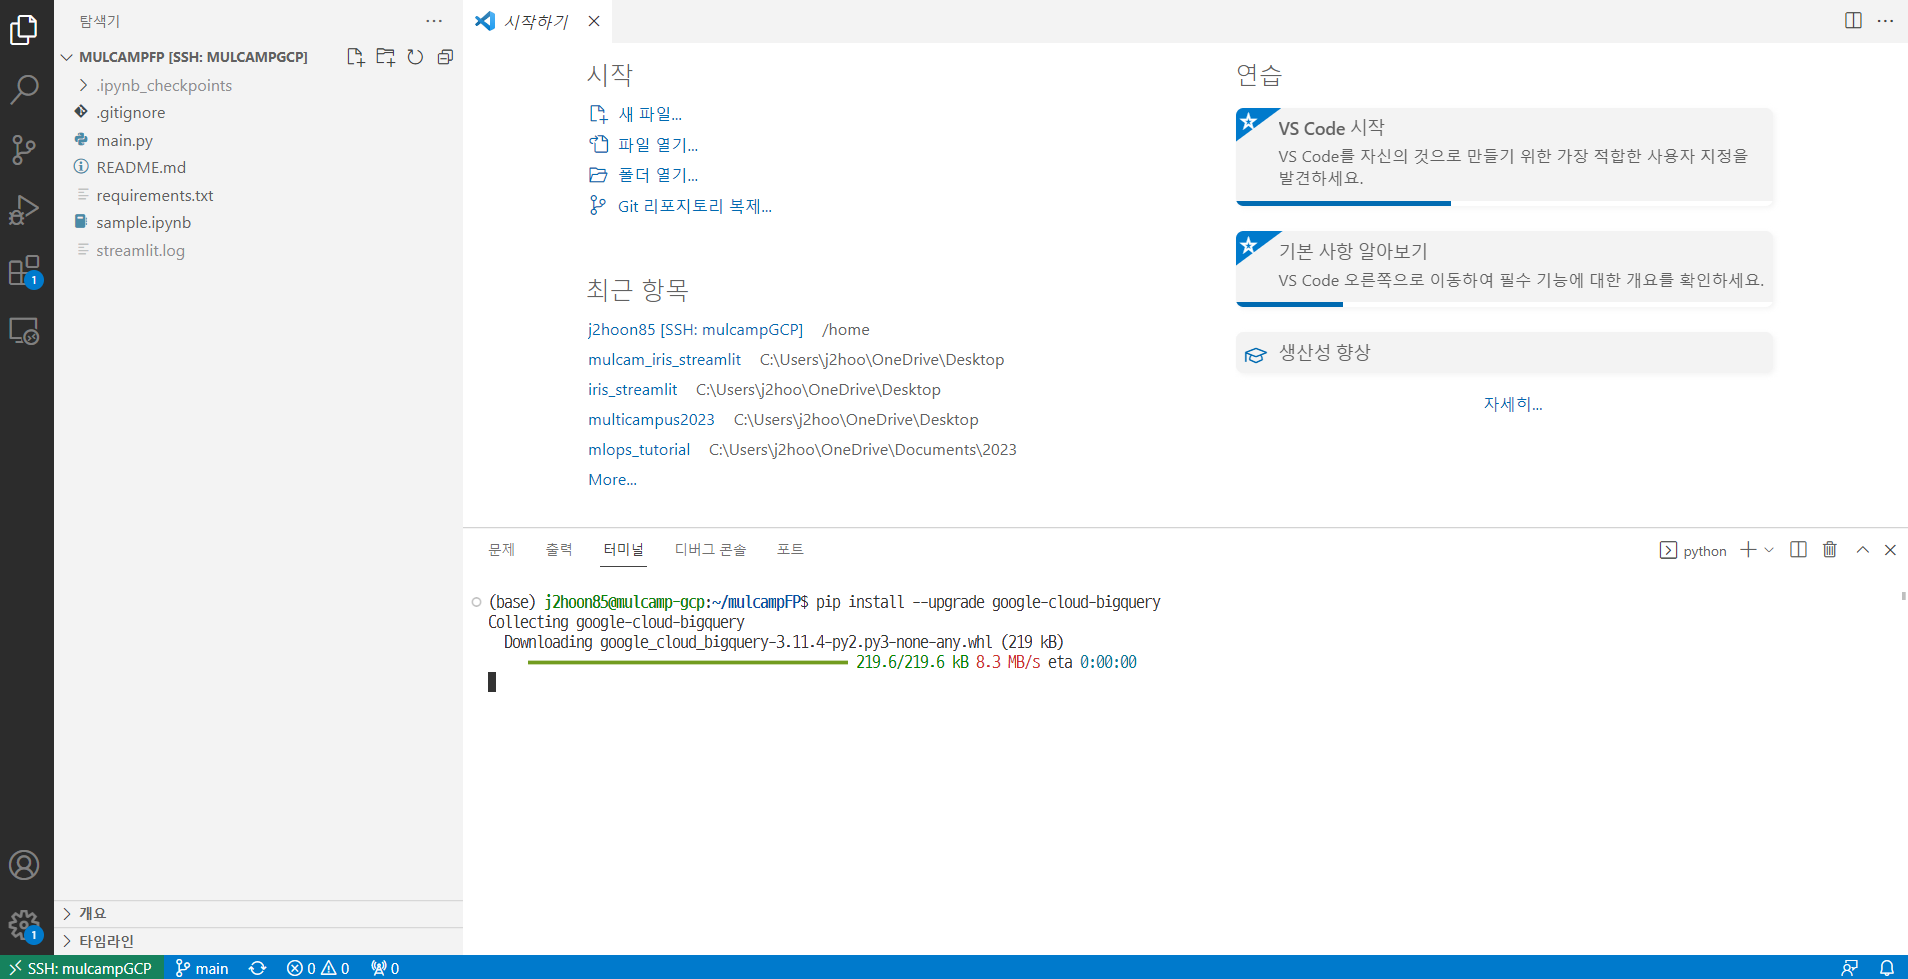 탐색기
MULCAMPFP [SSH: MULCAMPGCP]
.ipynb_checkpoints
.gitignore
main.py
README.md
requirements.txt
sample.ipynb
streamlit.log
1
1
개요
타임라인
시작하기
시작
새 파일...
파일 열기...
폴더 열기...
Git 리포지토리 복제...
최근 항목
j2hoon85 [SSH: mulcampGCP] /home
mulcam_iris_streamlit C:\Users\j2hoo\OneDrive\Desktop
iris_streamlit C:\Users\j2hoo\OneDrive\Desktop
multicampus2023 C:\Users\j2hoo\OneDrive\Desktop
mlops_tutorial C:\Users\j2hoo\OneDrive\Documents\2023
More...
연습
VS Code 시작
VS Code를 자신의 것으로 만들기 위한 가장 적합한 사용자 지정을
발견하세요.
기본 사항 알아보기
VS Code 오른쪽으로 이동하여 필수 기능에 대한 개요를 확인하세요.
생산성 향상
자세히...
문제 출력 터미널 디버그 콘솔 포트
python
(base) j2hoon85@mulcamp-gcp:~/mulcampFP$ pip install --upgrade google-cloud-bigquery
Collecting google-cloud-bigquery
Downloading google_cloud_bigquery-3.11.4-py2.py3-none-any.whl (219 kB)
219.6/219.6 kB 8.3 MB/s eta 0:00:00
SSH: mulcampGCP main 0 0 0